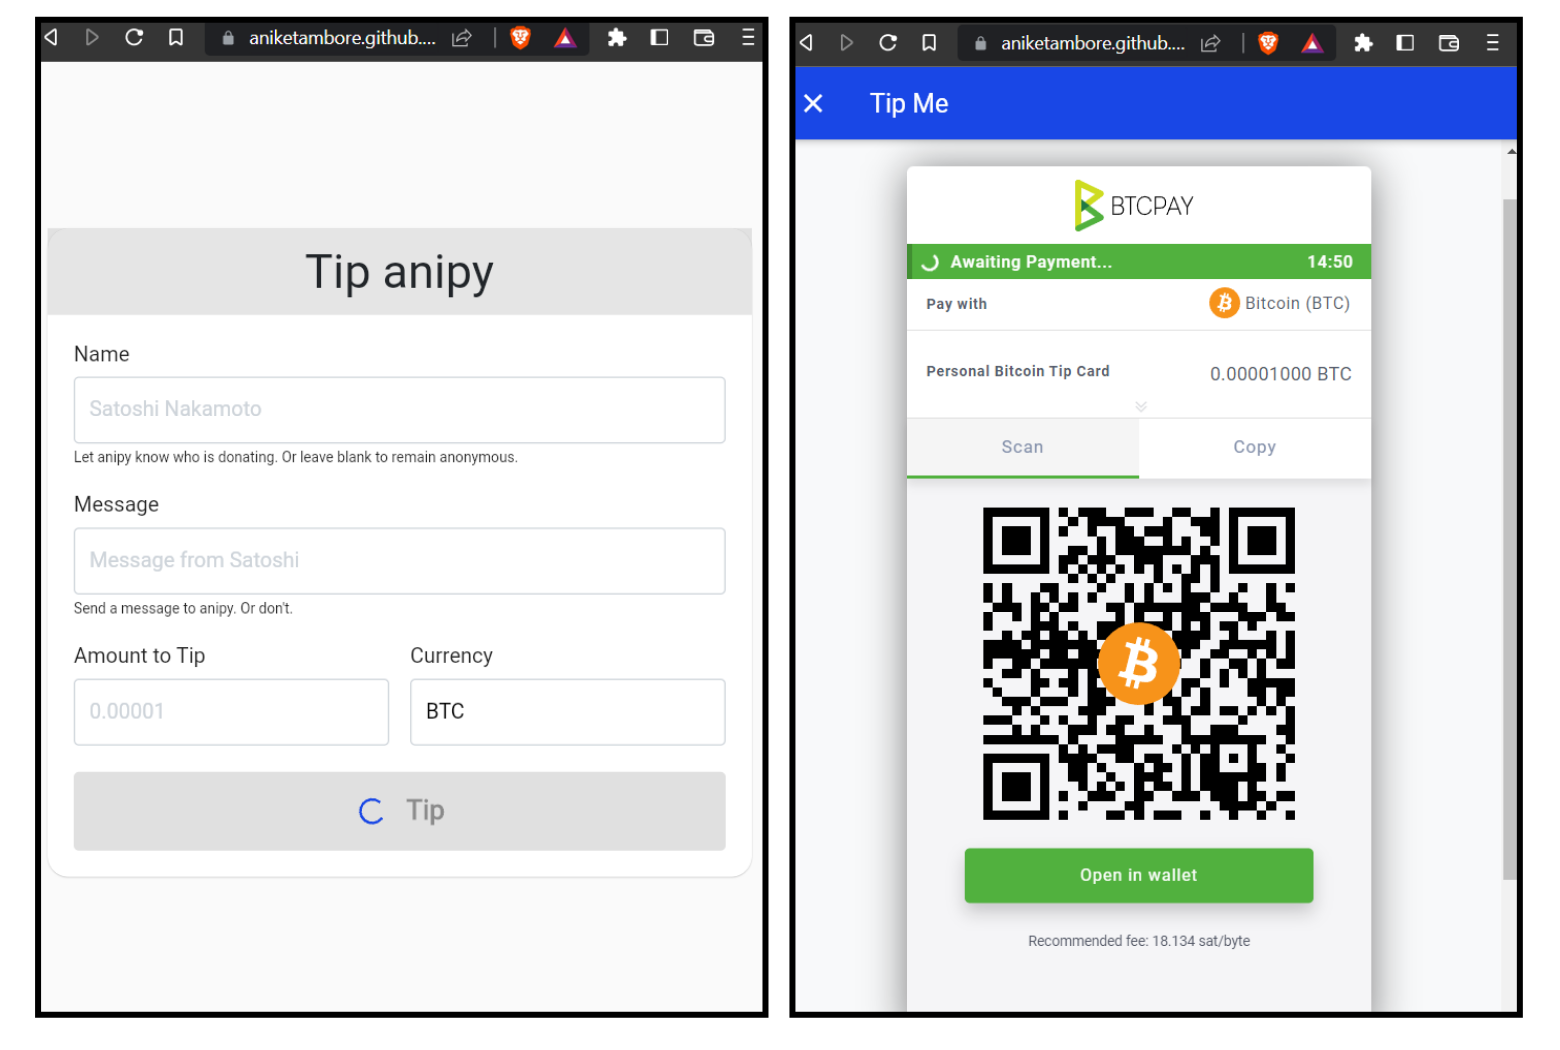 aniketambore.github....
Tip anipy
Name
Satoshi Nakamoto
Let anipy know who is donating. Or leave blank to remain anonymous.
Message
Message from Satoshi
Send a message to anipy. Or don't.
Amount to Tip
Currency
0.00001
BTC
Tip
aniketambore.github....
Tip Me
BTCPAY
Awaiting Payment...
14:50
Pay with
Bitcoin (BTC)
Personal Bitcoin Tip Card
0.00001000 BTC
Scan
Copy
Open in wallet
Recommended fee: 18.134 sat/byte